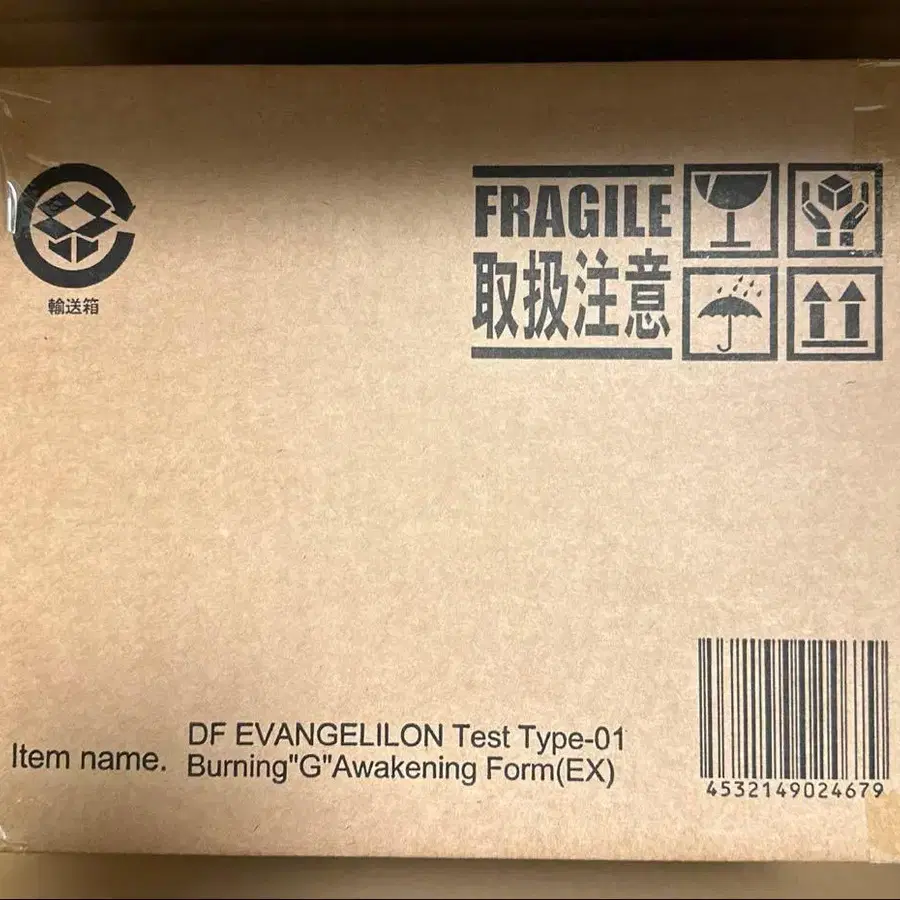 輸送箱
FRAGILE
取扱注意
Item name.
DF EVANGELILON Test Type-01
Burning"G"Awakening Form(EX)
4532149024679